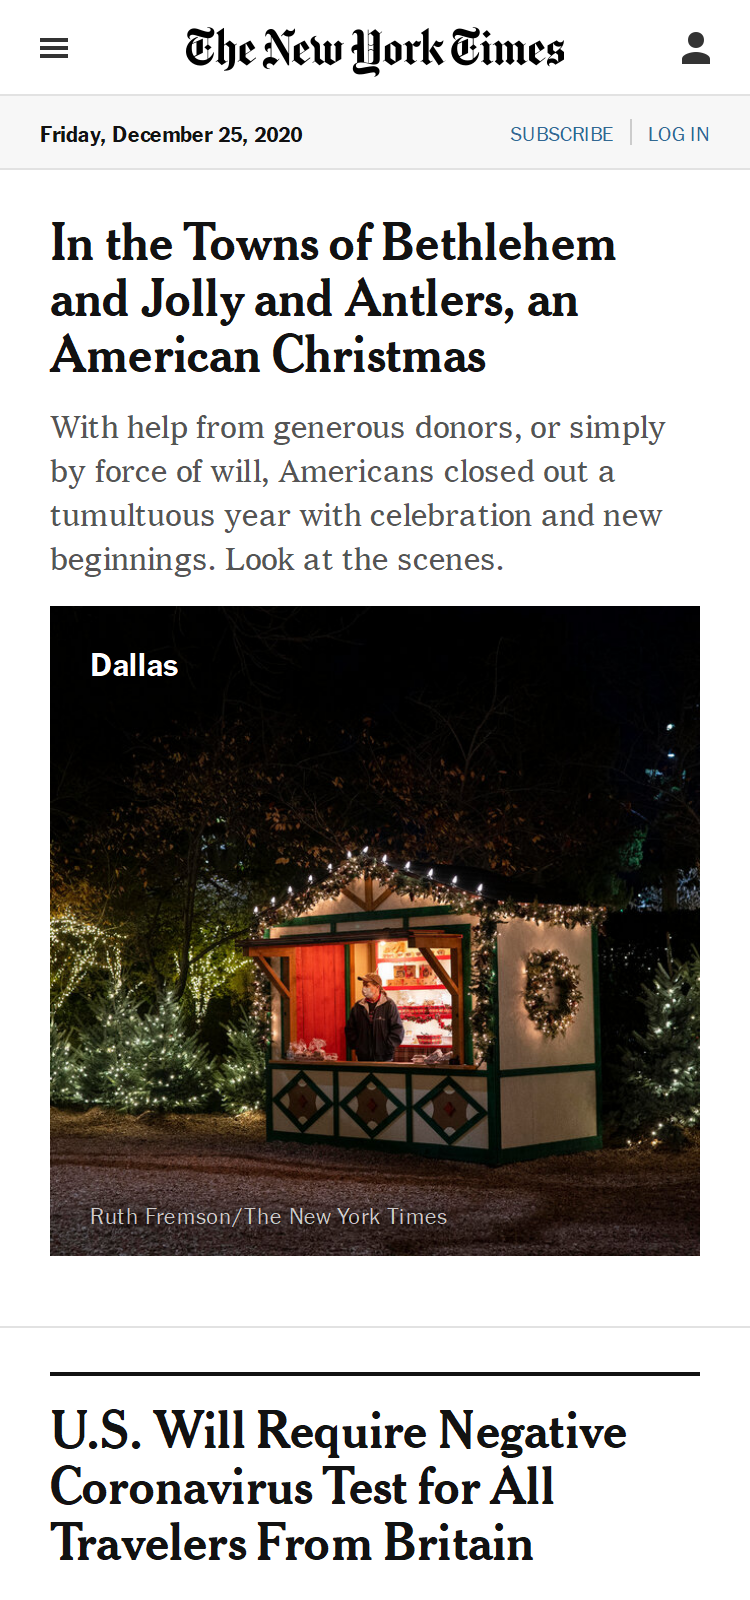 The New York Times
Friday, December 25, 2020
SUBSCRIBE
LOG IN
In the Towns of Bethlehem
and Jolly and Antlers, an
American Christmas
With help from generous donors, or simply
by force of will, Americans closed out a
tumultuous year with celebration and new
beginnings. Look at the scenes.
Dallas
Ruth Fremson/The New York Times
U.S. Will Require Negative
Coronavirus Test for All
Travelers From Britain